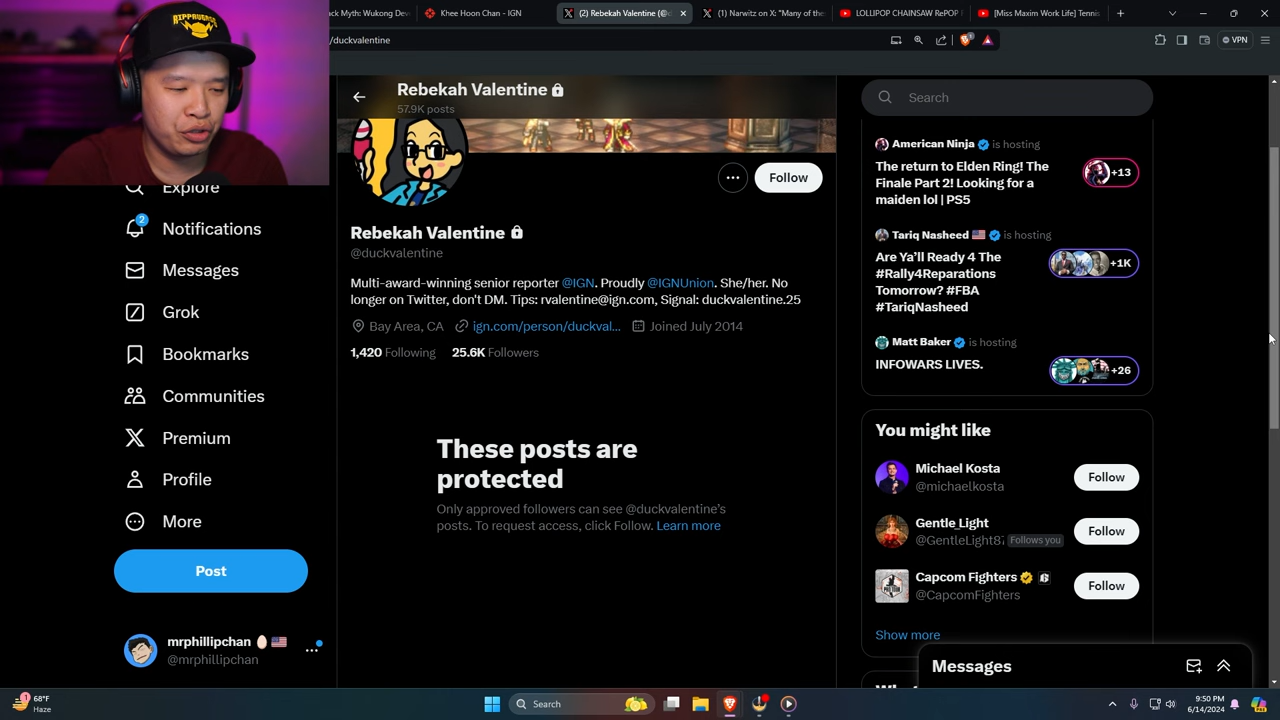 RIPPAVERSE
ack Myth: Wukong Dev
Khee Hoon Chan - IGN
(2) Rebekah Valentine (@d
(1) Narwitz on X: "Many of the
LOLLIPOP CHAINSAW RePOP
[Miss Maxim Work Life] Tennis
/duckvalentine
VPN
Rebekah Valentine
57.9K posts
Follow
Rebekah Valentine
@duckvalentine
Multi-award-winning senior reporter @IGN. Proudly @IGNUnion. She/her. No
longer on Twitter, don't DM. Tips: rvalentine@ign.com, Signal: duckvalentine.25
Bay Area, CA ign.com/person/duckval... Joined July 2014
1,420 Following 25.6K Followers
These posts are
protected
Only approved followers can see @duckvalentine's
posts. To request access, click Follow. Learn more
Explore
2
Notifications
Messages
Grok
Bookmarks
Communities
Premium
Profile
More
Post
mrphillipchan
@mrphillipchan
Search
American Ninja is hosting
The return to Elden Ring! The
Finale Part 2! Looking for a
maiden lol | PS5
+13
Tariq Nasheed is hosting
Are Ya'll Ready 4 The
#Rally4Reparations
Tomorrow? #FBA
#TariqNasheed
+1K
Matt Baker is hosting
INFOWARS LIVES.
+26
You might like
Michael Kosta
@michaelkosta
Follow
Gentle_Light
@GentleLight87 Follows you
Follow
Capcom Fighters
@CapcomFighters
Follow
Show more
Messages
1
68°F
Haze
Search
9:50 PM
6/14/2024